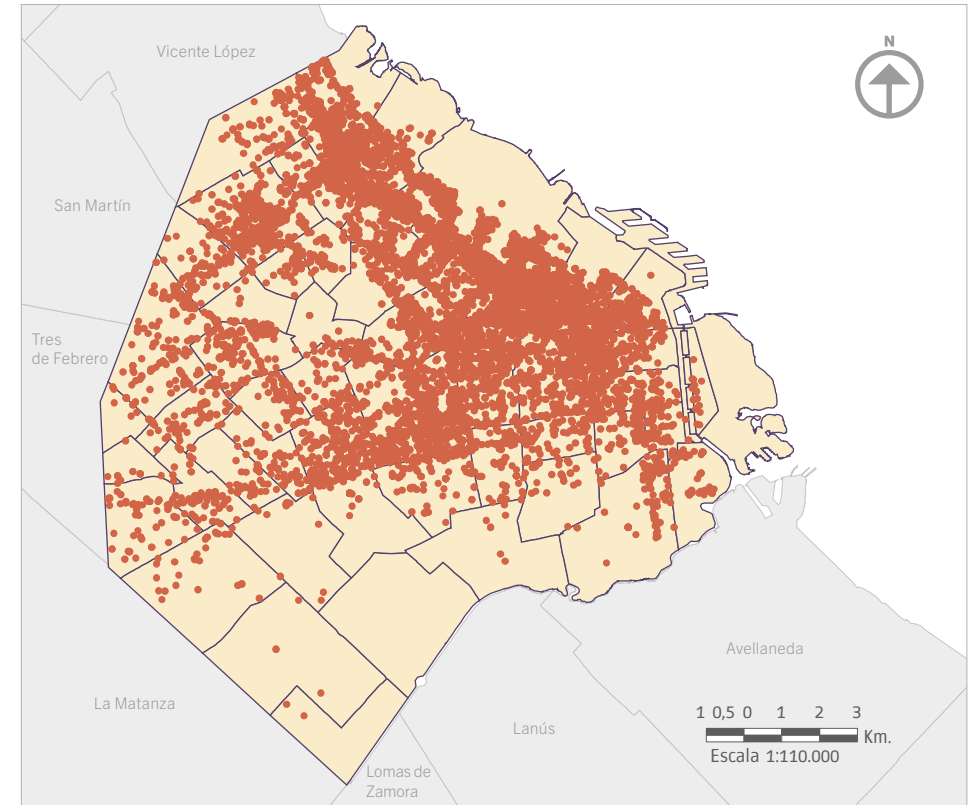 Vicente López
N
San Martín
Tres
de Febrero
Avellaneda
La Matanza
1 0,5 0 1 2 3
Km.
Lanús
Escala 1:110.000
Lomas de
Zamora